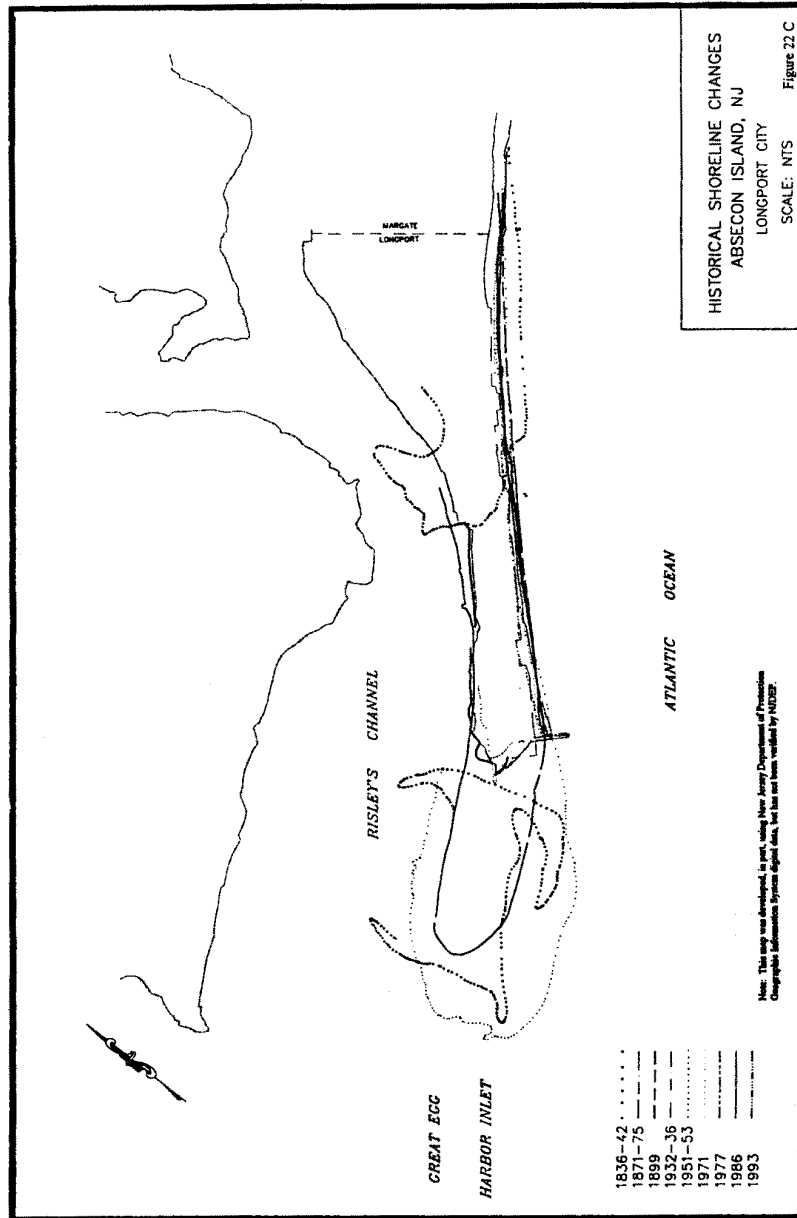 HISTORICAL SHORELINE CHANGES
ABSECON ISLAND, NJ
LONGPORT CITY
SCALE: NTS
Figure 22 C
MARGATE
LONGPORT
RISLEY'S CHANNEL
ATLANTIC OCEAN
GREAT EGG
HARBOR INLET
1836-42
1871-75
1899
1932-36
1951-53
1971
1977
1986
1993
Note: This map was developed, in part, using New Jersey Department of Protection
Geographic Information System digital data, but has not been verified by NJDEP.